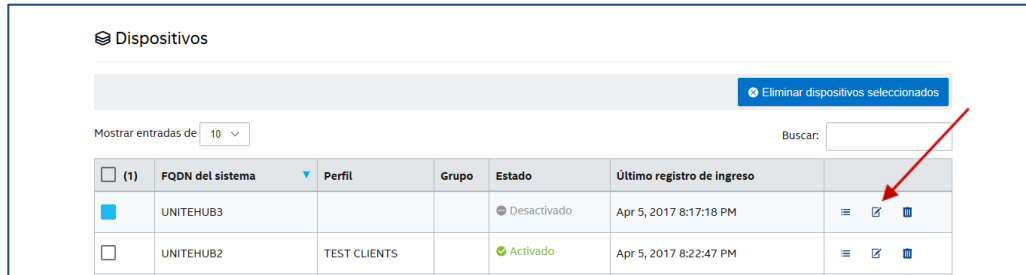 Dispositivos
Eliminar dispositivos seleccionados
Mostrar entradas de 10 Buscar:
(1) FQDN del sistema Perfil Grupo Estado Último registro de ingreso
UNITEHUB3 Desactivado Apr 5, 2017 8:17:18 PM
UNITEHUB2 TEST CLIENTS Activado Apr 5, 2017 8:22:47 PM